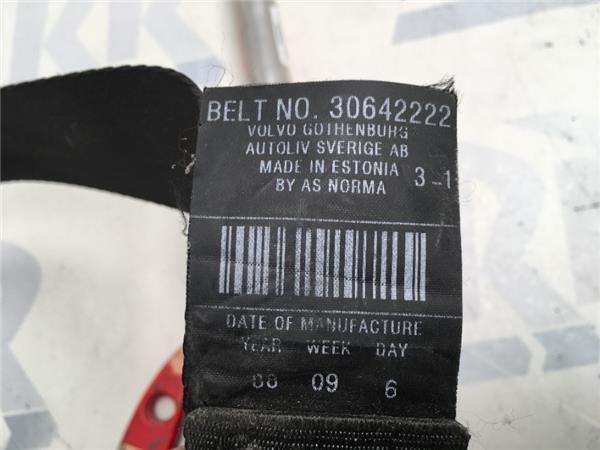 BELT NO. 30642222
VOLVO GOTHENBURG
AUTOLIV SVERIGE AB
MADE IN ESTONIA
BY AS NORMA 3-1
DATE OF MANUFACTURE
YEAR WEEK DAY
08 09 6